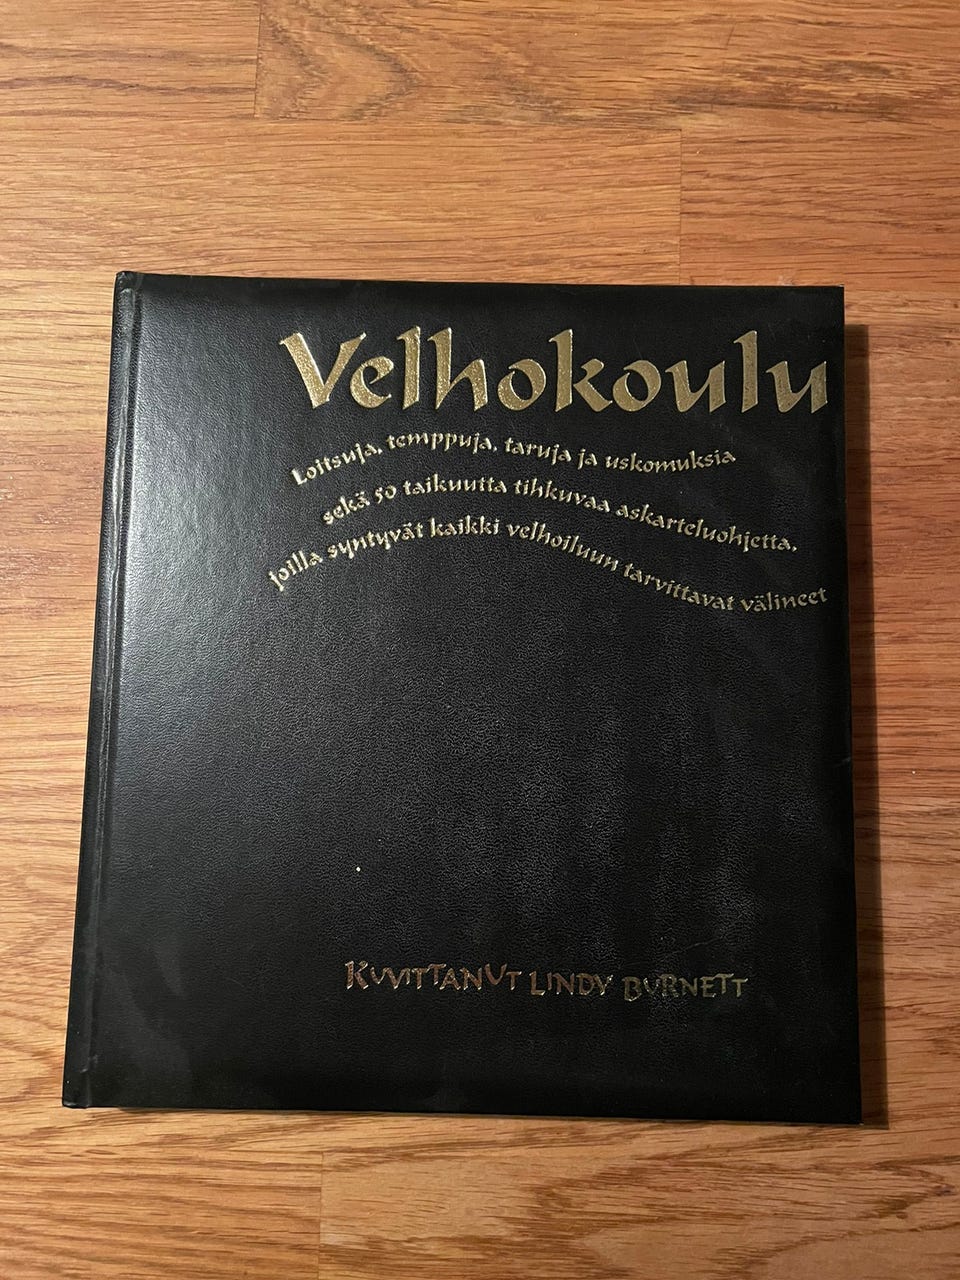 Velhokoulu
Loitsuja, temppuja, taruja ja uskomuksia
sekä 50 taikuutta tihkuvaa askarteluohjetta,
joilla syntyvät kaikki velhoiluun tarvittavat välineet
KUVITTANUT LINDY BURNETT